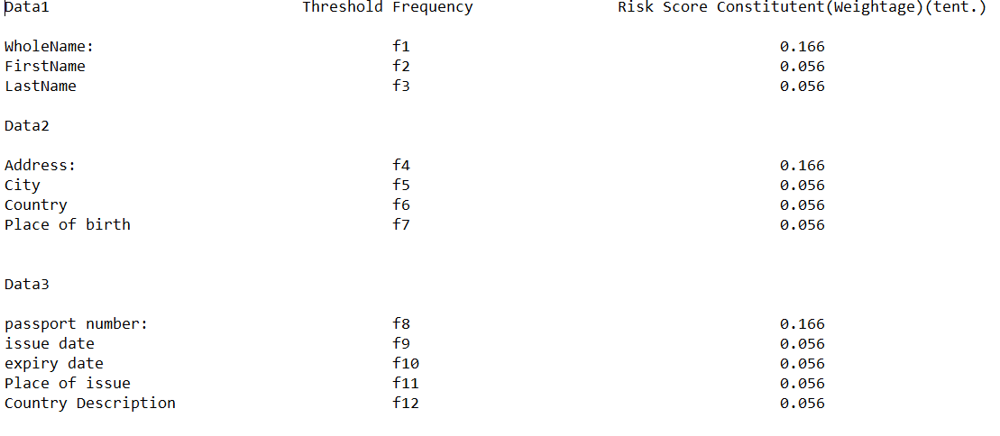 Data1 Threshold Frequency Risk Score Constitutent(Weightage)(tent.)
WholeName: f1 0.166
FirstName f2 0.056
LastName f3 0.056
Data2
Address: f4 0.166
City f5 0.056
Country f6 0.056
Place of birth f7 0.056
Data3
passport number: f8 0.166
issue date f9 0.056
expiry date f10 0.056
Place of issue f11 0.056
Country Description f12 0.056